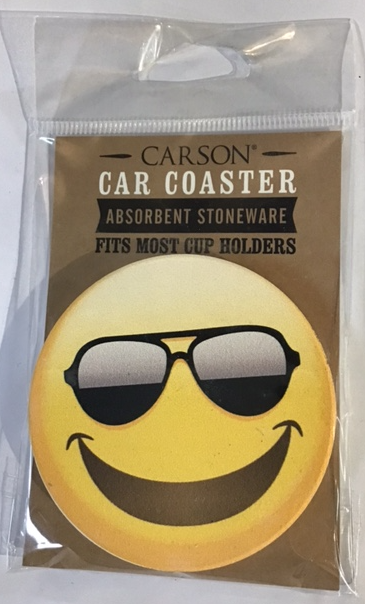 CARSON®
CAR COASTER
ABSORBENT STONEWARE
FITS MOST CUP HOLDERS